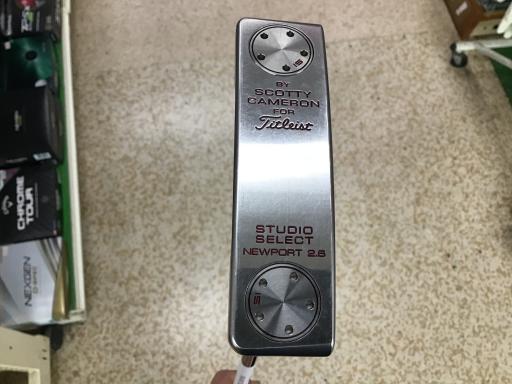 BY
SCOTTY
CAMERON
FOR
Titleist
STUDIO
SELECT
NEWPORT 2.6
CHROME
TOUR
NEXGEN